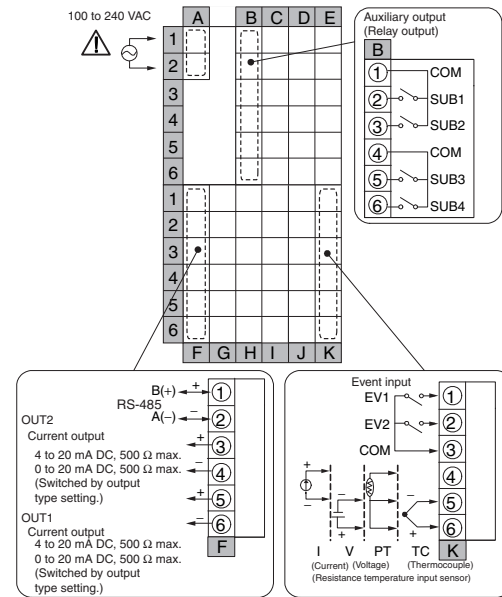 100 to 240 VAC
A B C D E
1
2
3
4
5
6
1
2
3
4
5
6
F G H I J K
Auxiliary output
(Relay output)
B
1 COM
2 SUB1
3 SUB2
4 COM
5 SUB3
6 SUB4
B(+) + 1
RS-485
A(−) − 2
OUT2
Current output
+ 3
4 to 20 mA DC, 500 Ω max.
0 to 20 mA DC, 500 Ω max.
− 4
(Switched by output
type setting.)
+ 5
OUT1
Current output
− 6
4 to 20 mA DC, 500 Ω max.
0 to 20 mA DC, 500 Ω max.
(Switched by output
type setting.)
F
Event input
EV1 1
EV2 2
COM 3
4
+ − − − 5
+ + 6
I V PT TC K
(Current) (Voltage) (Thermocouple)
(Resistance temperature input sensor)